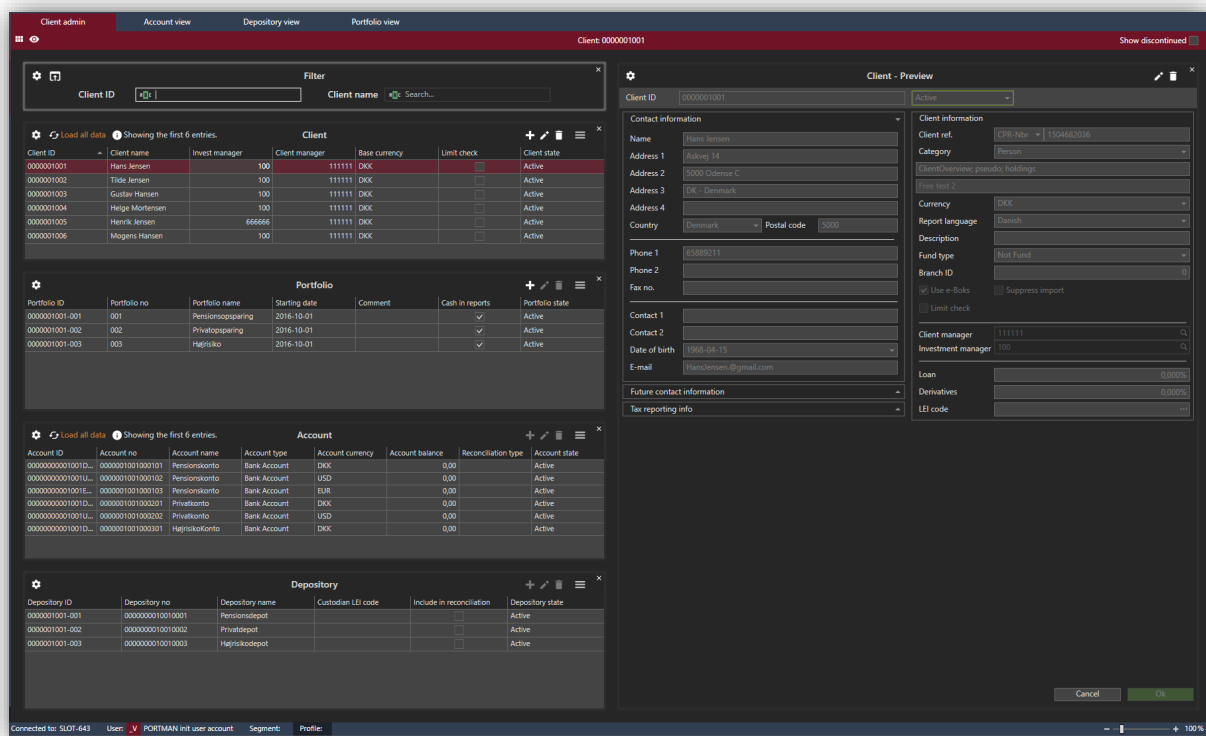 Client admin Account view Depository view Portfolio view
Client: 0000001001 Show discontinued
Filter
Client ID Client name Search...
Load all data Showing the first 6 entries. Client
Client ID Client name Invest manager Client manager Base currency Limit check Client state
0000001001 Hans Jensen 100 111111 DKK Active
0000001002 Tilde Jensen 100 111111 DKK Active
0000001003 Gustav Hansen 100 111111 DKK Active
0000001004 Helge Mortensen 100 111111 DKK Active
0000001005 Henrik Jensen 666666 111111 DKK Active
0000001006 Mogens Hansen 100 111111 DKK Active
Portfolio
Portfolio ID Portfolio no Portfolio name Starting date Comment Cash in reports Portfolio state
0000001001-001 001 Pensionsopsparing 2016-10-01 Active
0000001001-002 002 Privatopsparing 2016-10-01 Active
0000001001-003 003 Højrisiko 2016-10-01 Active
Load all data Showing the first 6 entries. Account
Account ID Account no Account name Account type Account currency Account balance Reconciliation type Account state
00000000001001D... 0000001001000101 Pensionskonto Bank Account DKK 0,00 Active
00000000001001U... 0000001001000102 Pensionskonto Bank Account USD 0,00 Active
00000000001001E... 0000001001000103 Pensionskonto Bank Account EUR 0,00 Active
00000000001001D... 0000001001000201 Privatkonto Bank Account DKK 0,00 Active
00000000001001U... 0000001001000202 Privatkonto Bank Account USD 0,00 Active
00000000001001D... 0000001001000301 HøjrisikoKonto Bank Account DKK 0,00 Active
Depository
Depository ID Depository no Depository name Custodian LEI code Include in reconciliation Depository state
0000001001-001 0000000010010001 Pensionsdepot Active
0000001001-002 0000000010010002 Privatdepot Active
0000001001-003 0000000010010003 Højrisikodepot Active
Client - Preview
Client ID 0000001001 Active
Contact information
Name Hans Jensen
Address 1 Askvej 14
Address 2 5000 Odense C
Address 3 DK - Denmark
Address 4
Country Denmark Postal code 5000
Phone 1 65889211
Phone 2
Fax no.
Contact 1
Contact 2
Date of birth 1968-04-15
E-mail HansJensen.@gmail.com
Future contact information
Tax reporting info
Client information
Client ref. CPR-Nbr 1504682036
Category Person
ClientOverview; pseudo; holdings
Free text 2
Currency DKK
Report language Danish
Description
Fund type Not Fund
Branch ID 0
Use e-Boks Suppress import
Limit check
Client manager 111111
Investment manager 100
Loan 0,000%
Derivatives 0,000%
LEI code
Cancel Ok
Connected to: SLOT-643 User: _V PORTMAN init user account Segment: Profile: 100%